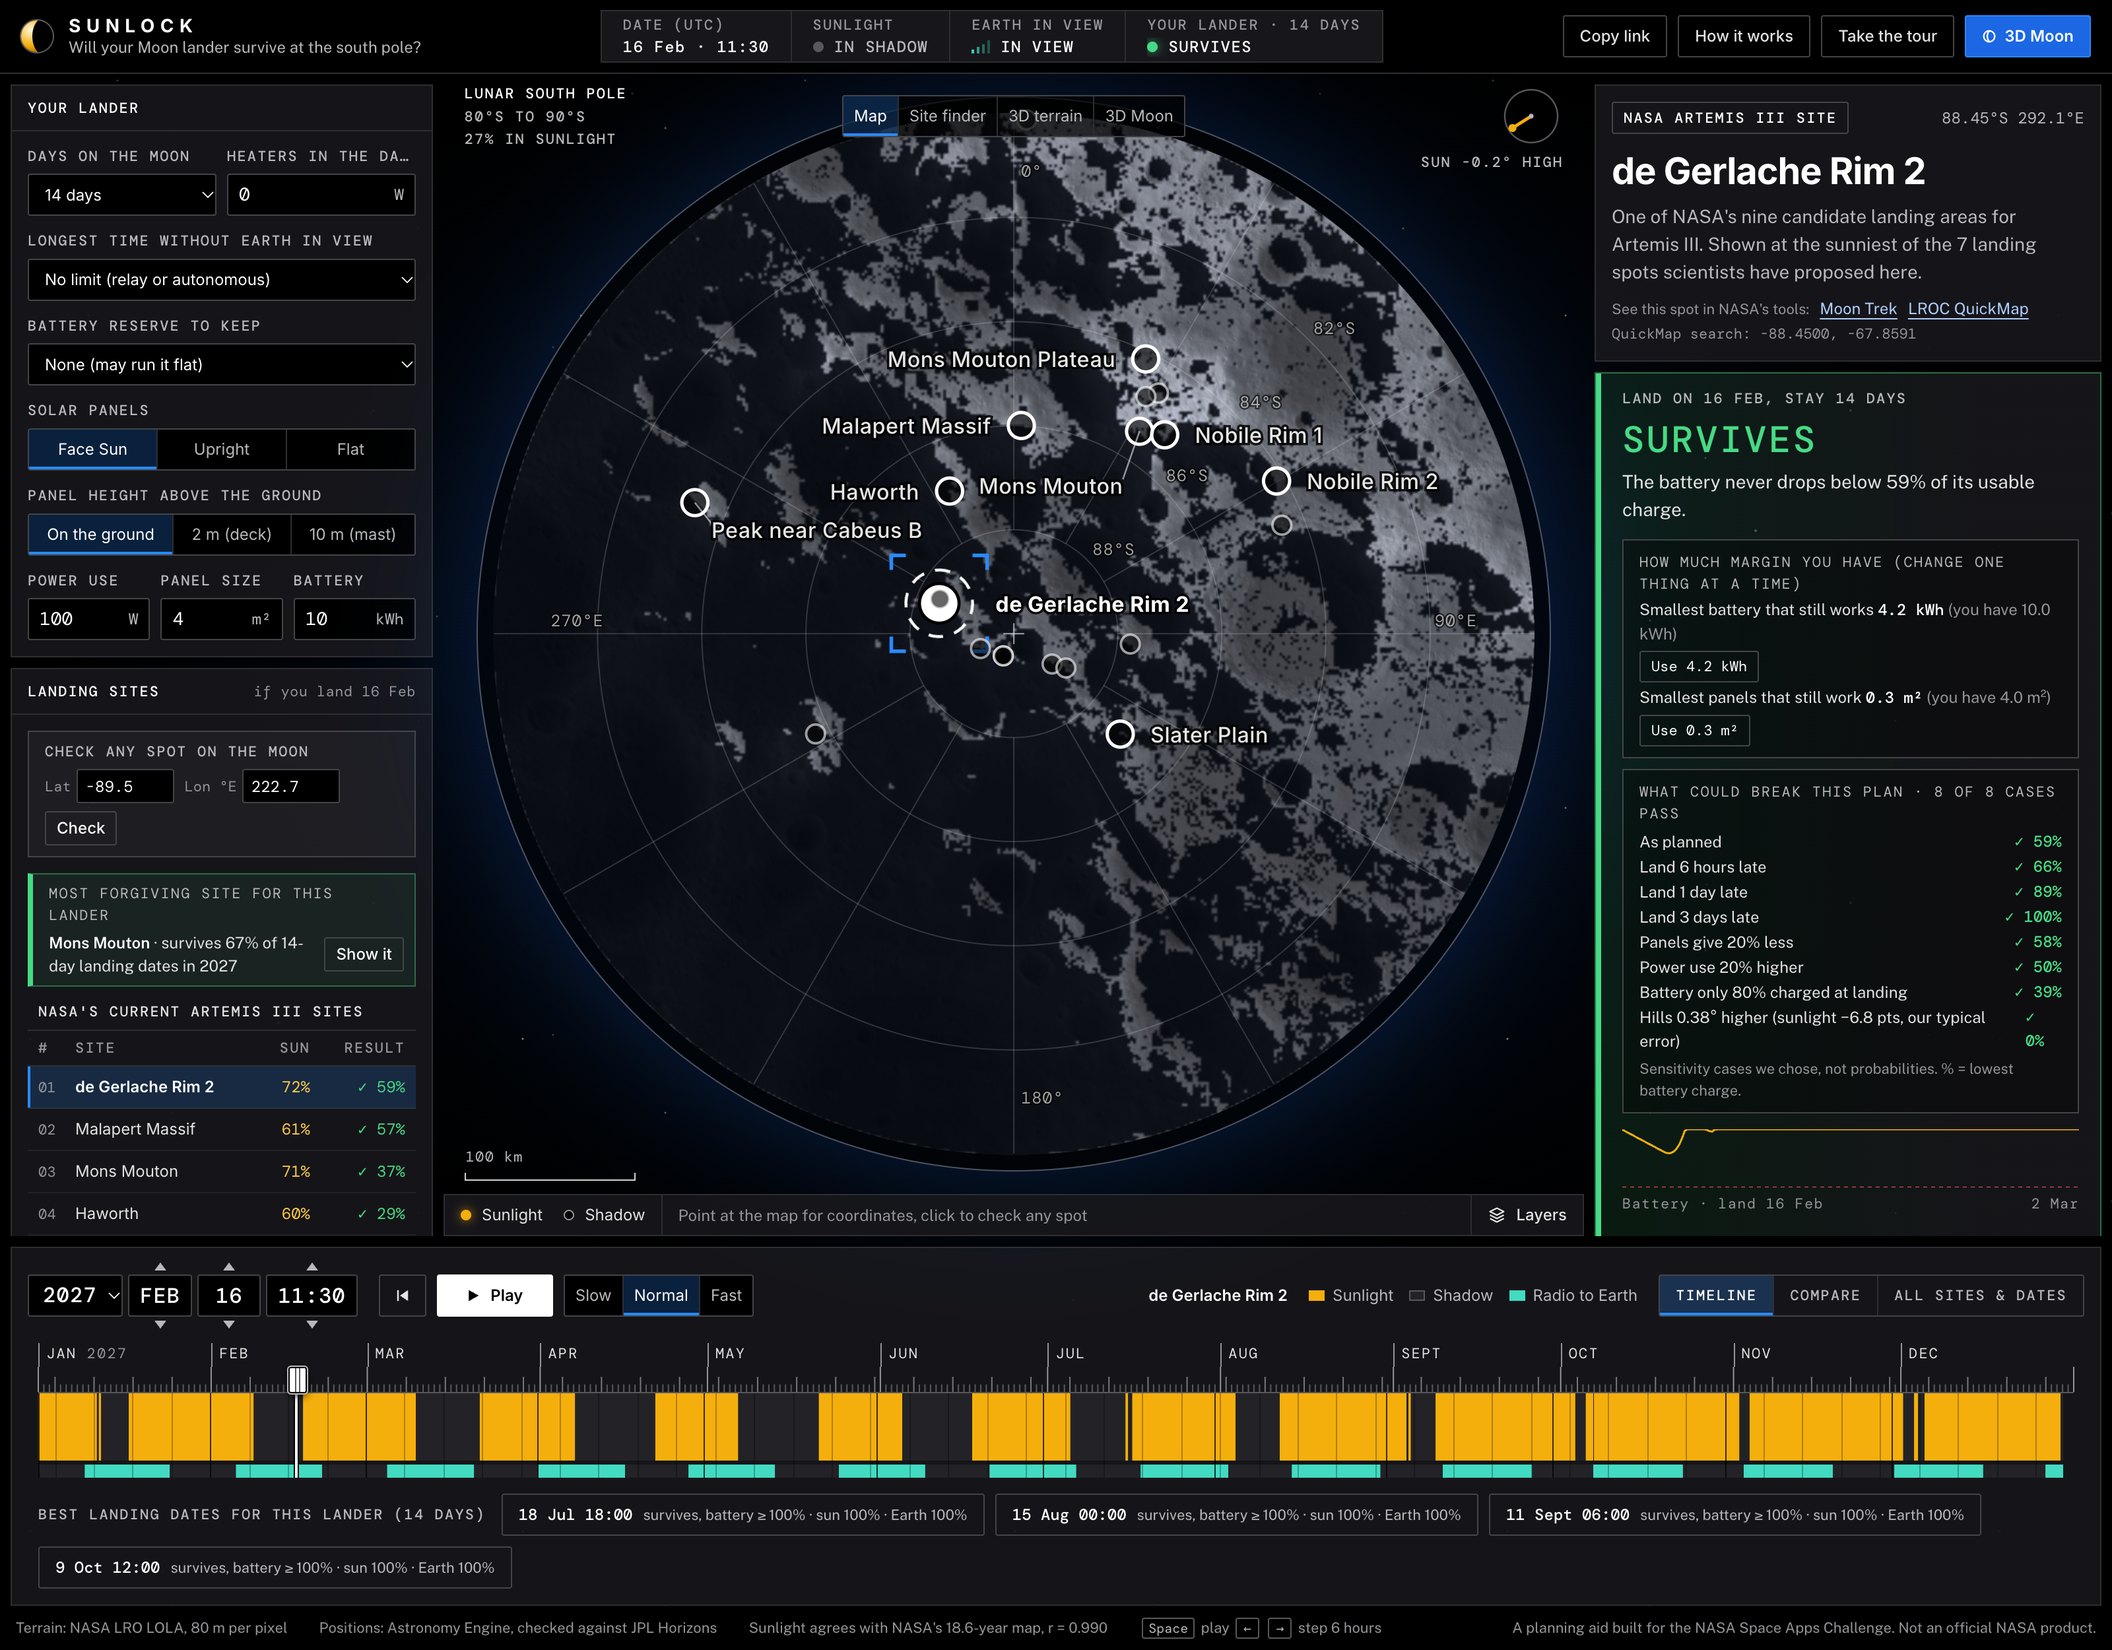 SUNLOCK
Will your Moon lander survive at the south pole?
DATE (UTC)
16 Feb · 11:30
SUNLIGHT
IN SHADOW
EARTH IN VIEW
IN VIEW
YOUR LANDER · 14 DAYS
SURVIVES
Copy link
How it works
Take the tour
3D Moon
YOUR LANDER
DAYS ON THE MOON
14 days
HEATERS IN THE DA…
0 W
LONGEST TIME WITHOUT EARTH IN VIEW
No limit (relay or autonomous)
BATTERY RESERVE TO KEEP
None (may run it flat)
SOLAR PANELS
Face Sun
Upright
Flat
PANEL HEIGHT ABOVE THE GROUND
On the ground
2 m (deck)
10 m (mast)
POWER USE
100 W
PANEL SIZE
4 m²
BATTERY
10 kWh
LANDING SITES
if you land 16 Feb
CHECK ANY SPOT ON THE MOON
Lat -89.5 Lon °E 222.7
Check
MOST FORGIVING SITE FOR THIS
LANDER
Mons Mouton · survives 67% of 14-
day landing dates in 2027
Show it
NASA'S CURRENT ARTEMIS III SITES
# SITE SUN RESULT
01 de Gerlache Rim 2 72% ✓ 59%
02 Malapert Massif 61% ✓ 57%
03 Mons Mouton 71% ✓ 37%
04 Haworth 60% ✓ 29%
LUNAR SOUTH POLE
80°S TO 90°S
27% IN SUNLIGHT
Map
Site finder
3D terrain
3D Moon
SUN -0.2° HIGH
0°
82°S
Mons Mouton Plateau
84°S
Malapert Massif
Nobile Rim 1
86°S
Haworth
Mons Mouton
Nobile Rim 2
Peak near Cabeus B
88°S
de Gerlache Rim 2
270°E
90°E
Slater Plain
180°
100 km
Sunlight
Shadow
Point at the map for coordinates, click to check any spot
Layers
NASA ARTEMIS III SITE
88.45°S 292.1°E
de Gerlache Rim 2
One of NASA's nine candidate landing areas for
Artemis III. Shown at the sunniest of the 7 landing
spots scientists have proposed here.
See this spot in NASA's tools: Moon Trek LROC QuickMap
QuickMap search: -88.4500, -67.8591
LAND ON 16 FEB, STAY 14 DAYS
SURVIVES
The battery never drops below 59% of its usable
charge.
HOW MUCH MARGIN YOU HAVE (CHANGE ONE
THING AT A TIME)
Smallest battery that still works 4.2 kWh (you have 10.0
kWh)
Use 4.2 kWh
Smallest panels that still work 0.3 m² (you have 4.0 m²)
Use 0.3 m²
WHAT COULD BREAK THIS PLAN · 8 OF 8 CASES
PASS
As planned ✓ 59%
Land 6 hours late ✓ 66%
Land 1 day late ✓ 89%
Land 3 days late ✓ 100%
Panels give 20% less ✓ 58%
Power use 20% higher ✓ 50%
Battery only 80% charged at landing ✓ 39%
Hills 0.38° higher (sunlight −6.8 pts, our typical ✓
error) 0%
Sensitivity cases we chose, not probabilities. % = lowest
battery charge.
Battery · land 16 Feb
2 Mar
2027
FEB
16
11:30
Play
Slow
Normal
Fast
de Gerlache Rim 2
Sunlight
Shadow
Radio to Earth
TIMELINE
COMPARE
ALL SITES & DATES
JAN 2027 FEB MAR APR MAY JUN JUL AUG SEPT OCT NOV DEC
BEST LANDING DATES FOR THIS LANDER (14 DAYS)
18 Jul 18:00 survives, battery ≥ 100% · sun 100% · Earth 100%
15 Aug 00:00 survives, battery ≥ 100% · sun 100% · Earth 100%
11 Sept 06:00 survives, battery ≥ 100% · sun 100% · Earth 100%
9 Oct 12:00 survives, battery ≥ 100% · sun 100% · Earth 100%
Terrain: NASA LRO LOLA, 80 m per pixel
Positions: Astronomy Engine, checked against JPL Horizons
Sunlight agrees with NASA's 18.6-year map, r = 0.990
Space play ← → step 6 hours
A planning aid built for the NASA Space Apps Challenge. Not an official NASA product.